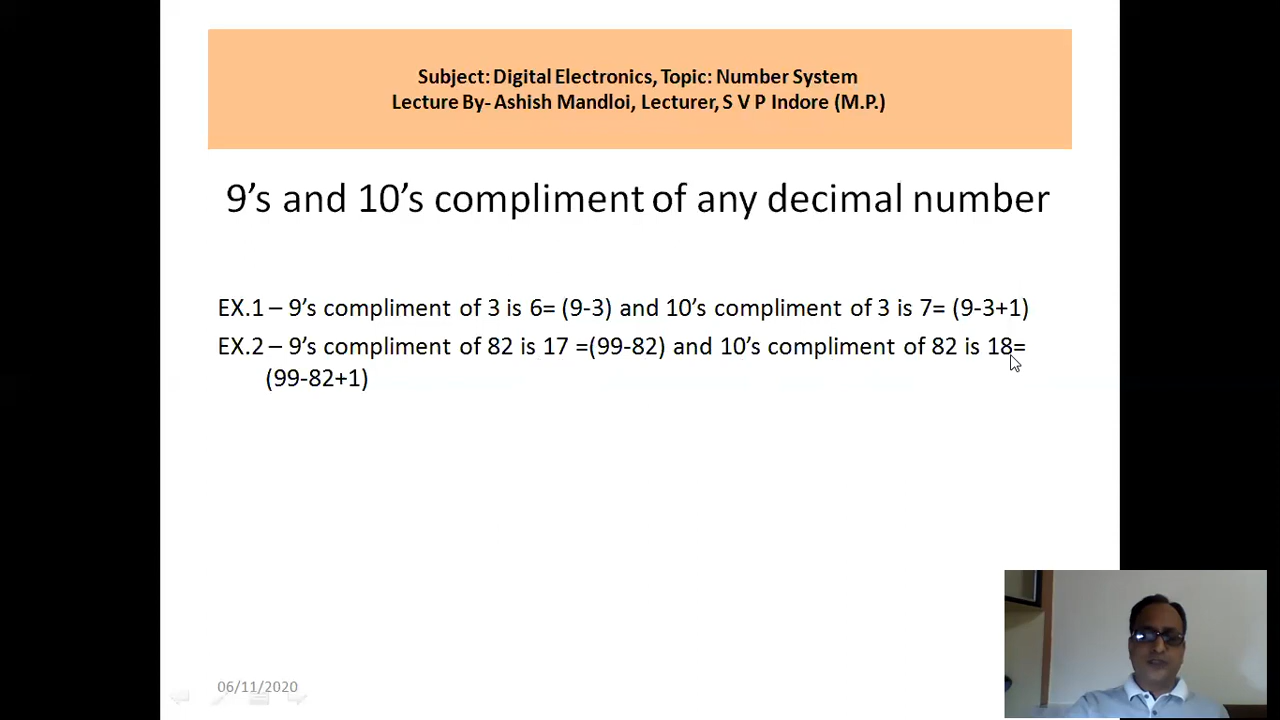 Subject: Digital Electronics, Topic: Number System
Lecture By- Ashish Mandloi, Lecturer, S V P Indore (M.P.)
9’s and 10’s compliment of any decimal number
EX.1 – 9’s compliment of 3 is 6= (9-3) and 10’s compliment of 3 is 7= (9-3+1)
EX.2 – 9’s compliment of 82 is 17 =(99-82) and 10’s compliment of 82 is 18=
(99-82+1)
06/11/2020